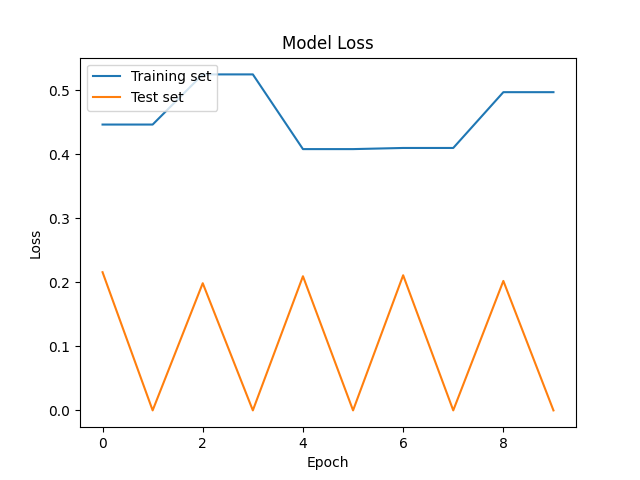 Model Loss
Training set
Test set
0.5
0.4
0.3
0.2
0.1
0.0
Loss
0 2 4 6 8
Epoch